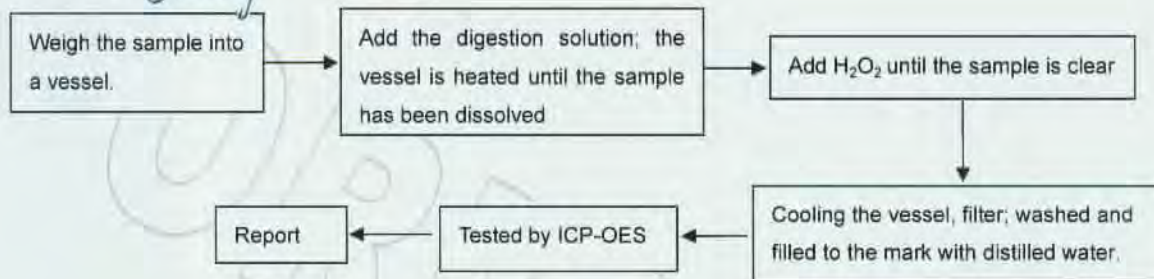 Weigh the sample into
a vessel.
Add the digestion solution; the
vessel is heated until the sample
has been dissolved
Add H₂O₂ until the sample is clear
Cooling the vessel, filter; washed and
filled to the mark with distilled water.
Tested by ICP-OES
Report